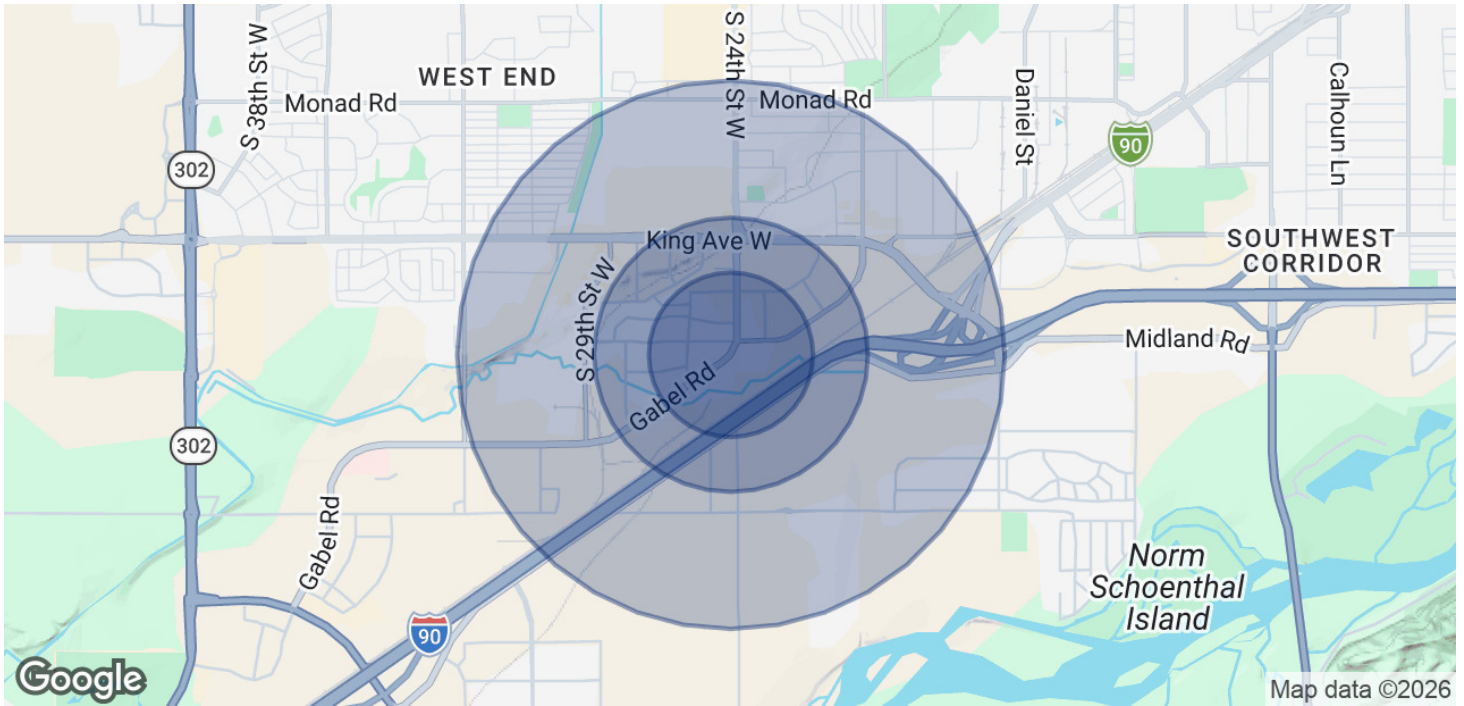 S 38th St W
WEST END
Monad Rd
S 24th St W
Monad Rd
Daniel St
Calhoun Ln
90
302
King Ave W
SOUTHWEST
CORRIDOR
S 29th St W
Midland Rd
Gabel Rd
302
Gabel Rd
Norm
Schoenthal
Island
90
Google
Map data ©2026